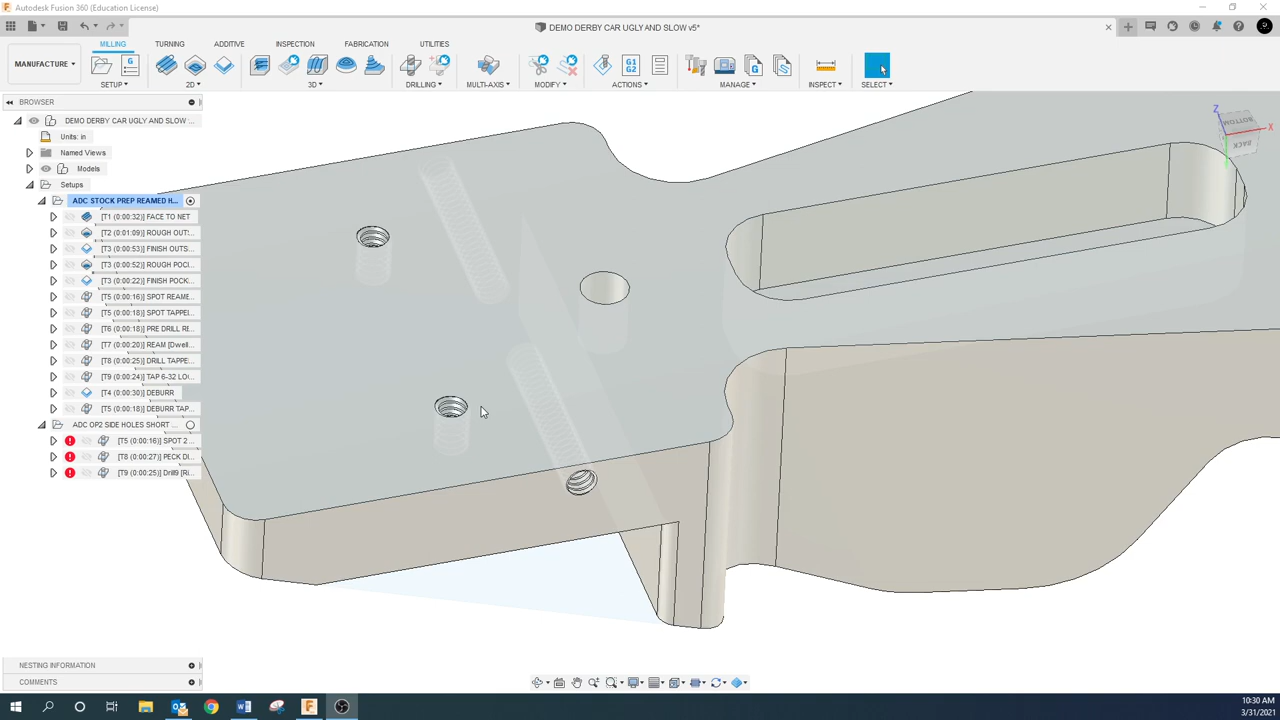 Autodesk Fusion 360 (Education License)
DEMO DERBY CAR UGLY AND SLOW v5*
MILLING TURNING ADDITIVE INSPECTION FABRICATION UTILITIES
MANUFACTURE
G1
G2
SETUP 2D 3D DRILLING MULTI-AXIS MODIFY ACTIONS MANAGE INSPECT SELECT
BROWSER
DEMO DERBY CAR UGLY AND SLOW ...
Units: in
Named Views
Models
Setups
ADC STOCK PREP REAMED H...
[T1 (0:00:32)] FACE TO NET
[T2 (0:01:09)] ROUGH OUTS...
[T3 (0:00:53)] FINISH OUTS...
[T3 (0:00:52)] ROUGH POCI...
[T3 (0:00:22)] FINISH POCK...
[T5 (0:00:16)] SPOT REAME...
[T5 (0:00:18)] SPOT TAPPEI...
[T6 (0:00:18)] PRE DRILL RE...
[T7 (0:00:20)] REAM [Dwell...
[T8 (0:00:25)] DRILL TAPPE...
[T9 (0:00:24)] TAP 6-32 LOC...
[T4 (0:00:30)] DEBURR
[T5 (0:00:18)] DEBURR TAP...
ADC OP2 SIDE HOLES SHORT ...
[T5 (0:00:16)] SPOT 2 ...
[T8 (0:00:27)] PECK DI...
[T9 (0:00:25)] Drill9 [Ri...
Z
BOTTOM
X
BACK
NESTING INFORMATION
COMMENTS
10:30 AM
3/31/2021